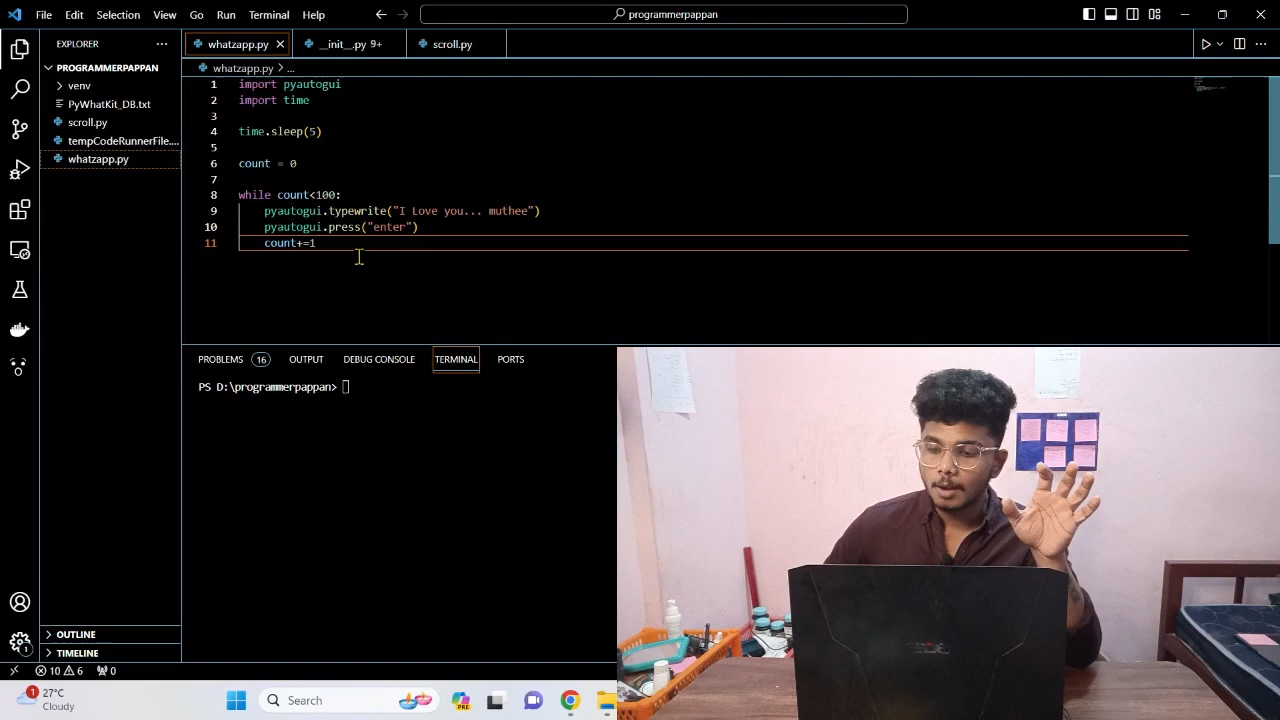 File Edit Selection View Go Run Terminal Help
programmerpappan
EXPLORER
whatzapp.py
__init__.py 9+
scroll.py
PROGRAMMERPAPPAN
venv
PyWhatKit_DB.txt
scroll.py
tempCodeRunnerFile....
whatzapp.py
whatzapp.py > ...
1 import pyautogui
2 import time
3
4 time.sleep(5)
5
6 count = 0
7
8 while count<100:
9 pyautogui.typewrite("I Love you... muthee")
10 pyautogui.press("enter")
11 count+=1
PROBLEMS 16 OUTPUT DEBUG CONSOLE TERMINAL PORTS
PS D:\programmerpappan>
OUTLINE
TIMELINE
1
10 6 0
1
27°C
Cloudy
Search
PRE